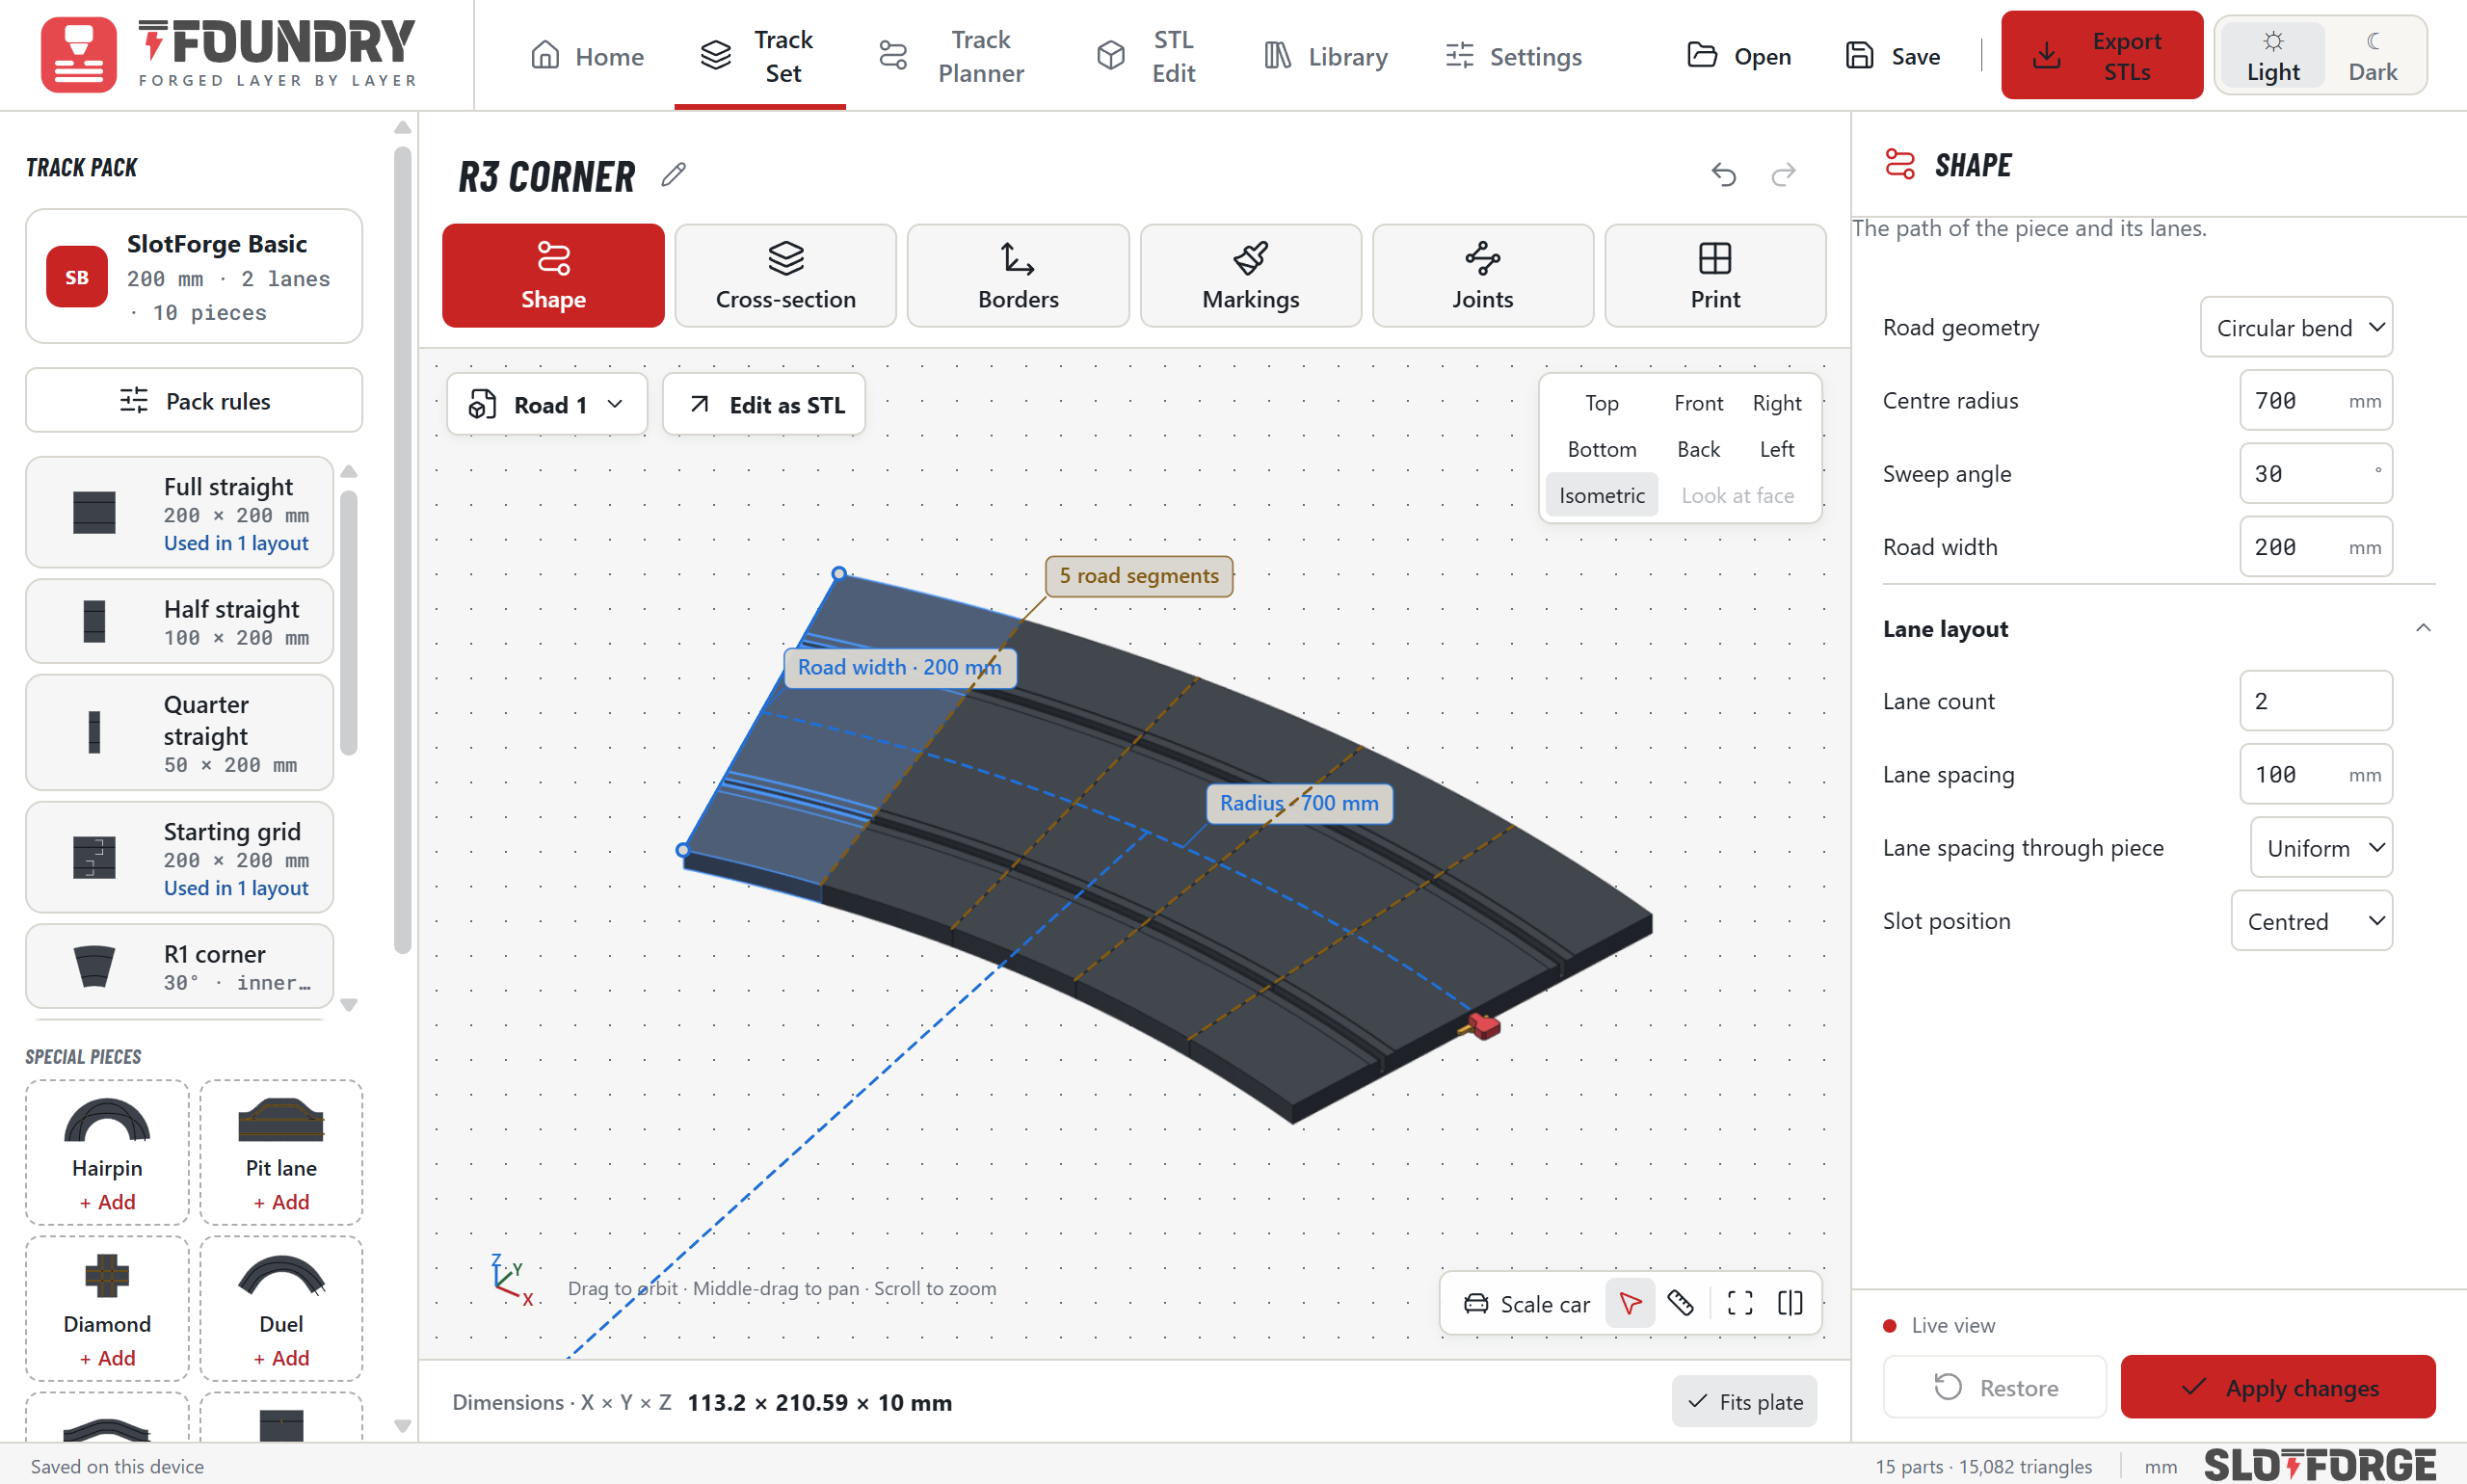 FOUNDRY
FORGED LAYER BY LAYER
Home
Track
Set
Track
Planner
STL
Edit
Library
Settings
Open
Save
Export
STLs
Light
Dark
TRACK PACK
SB
SlotForge Basic
200 mm · 2 lanes
· 10 pieces
Pack rules
Full straight
200 × 200 mm
Used in 1 layout
Half straight
100 × 200 mm
Quarter
straight
50 × 200 mm
Starting grid
200 × 200 mm
Used in 1 layout
R1 corner
30° · inner…
SPECIAL PIECES
Hairpin
+ Add
Pit lane
+ Add
Diamond
+ Add
Duel
+ Add
R3 CORNER
Shape
Cross-section
Borders
Markings
Joints
Print
Road 1
Edit as STL
Top
Front
Right
Bottom
Back
Left
Isometric
Look at face
5 road segments
Road width · 200 mm
Radius · 700 mm
Z
Y
X
Drag to orbit · Middle-drag to pan · Scroll to zoom
Scale car
Dimensions · X × Y × Z 113.2 × 210.59 × 10 mm
Fits plate
SHAPE
The path of the piece and its lanes.
Road geometry
Circular bend
Centre radius
700 mm
Sweep angle
30 °
Road width
200 mm
Lane layout
Lane count
2
Lane spacing
100 mm
Lane spacing through piece
Uniform
Slot position
Centred
Live view
Restore
Apply changes
Saved on this device
15 parts · 15,082 triangles
mm
SLOTFORGE